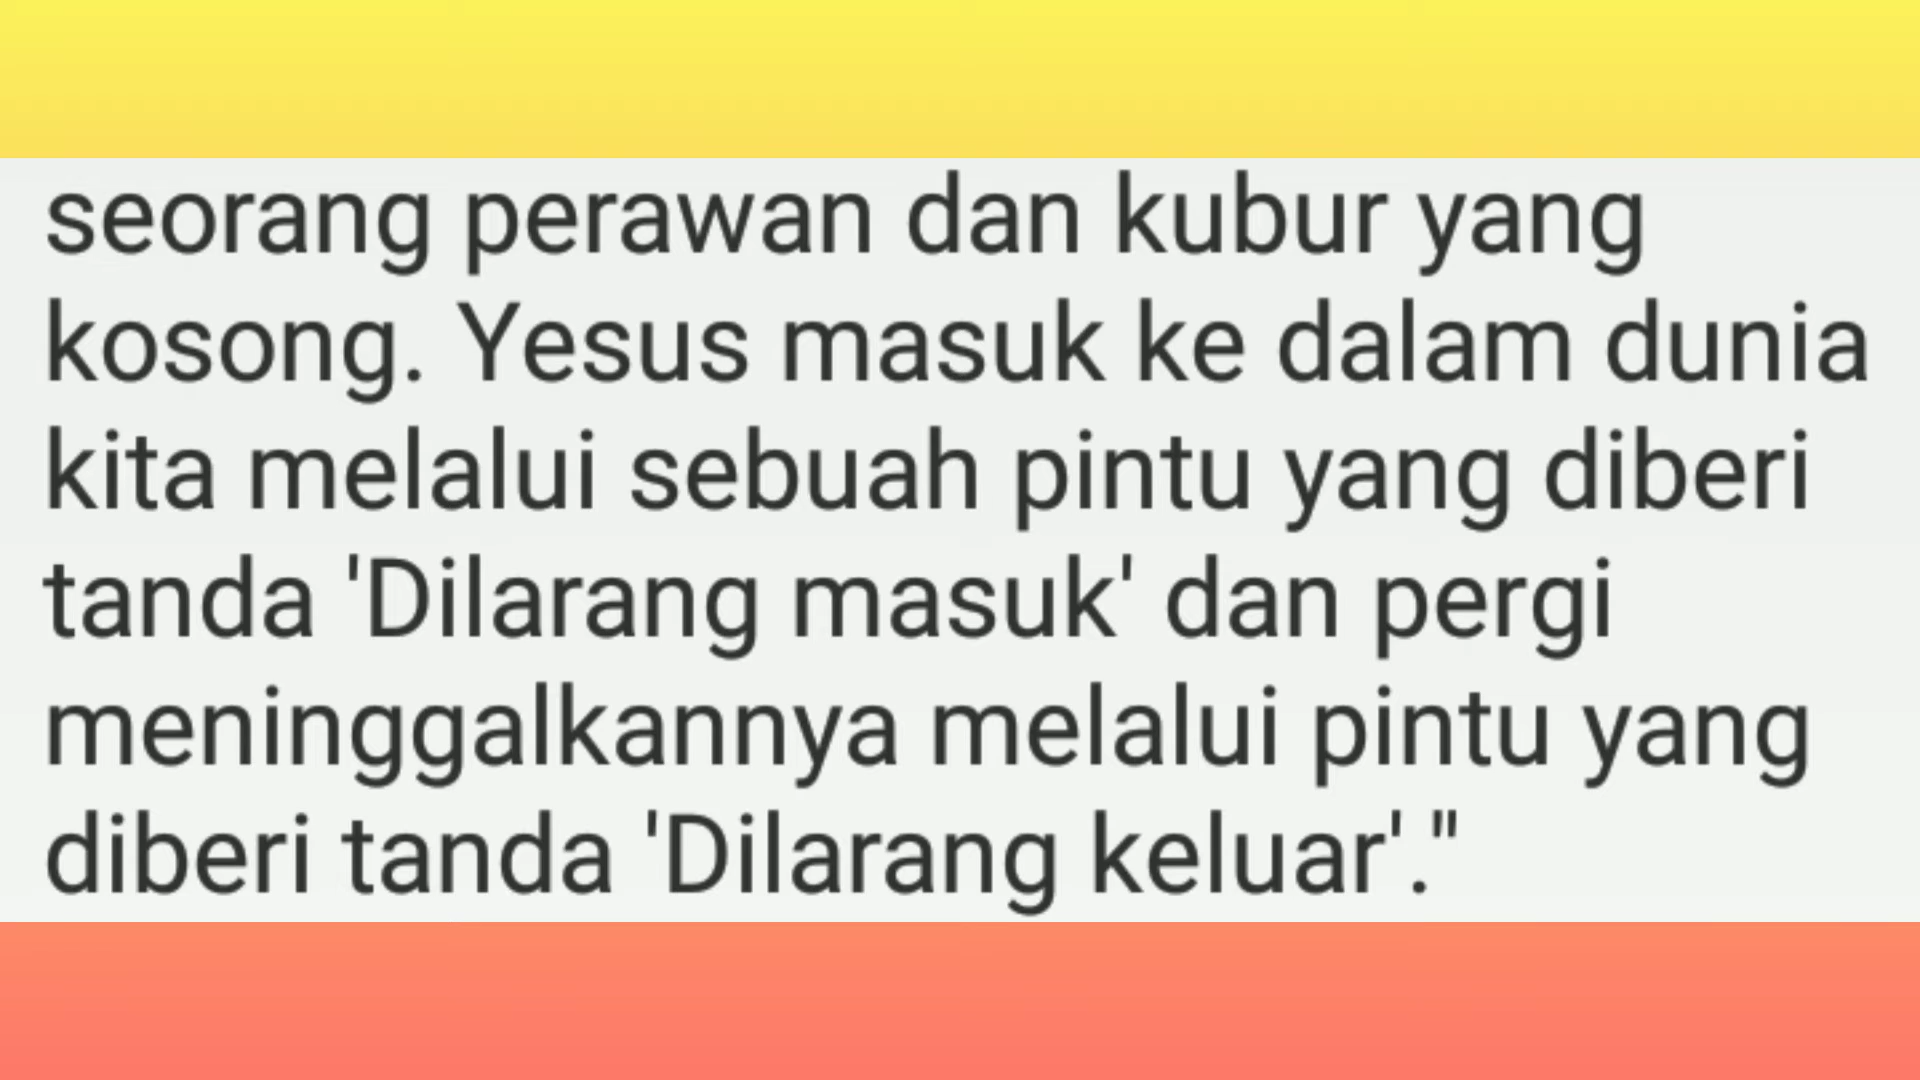 seorang perawan dan kubur yang
kosong. Yesus masuk ke dalam dunia
kita melalui sebuah pintu yang diberi
tanda 'Dilarang masuk' dan pergi
meninggalkannya melalui pintu yang
diberi tanda 'Dilarang keluar'."